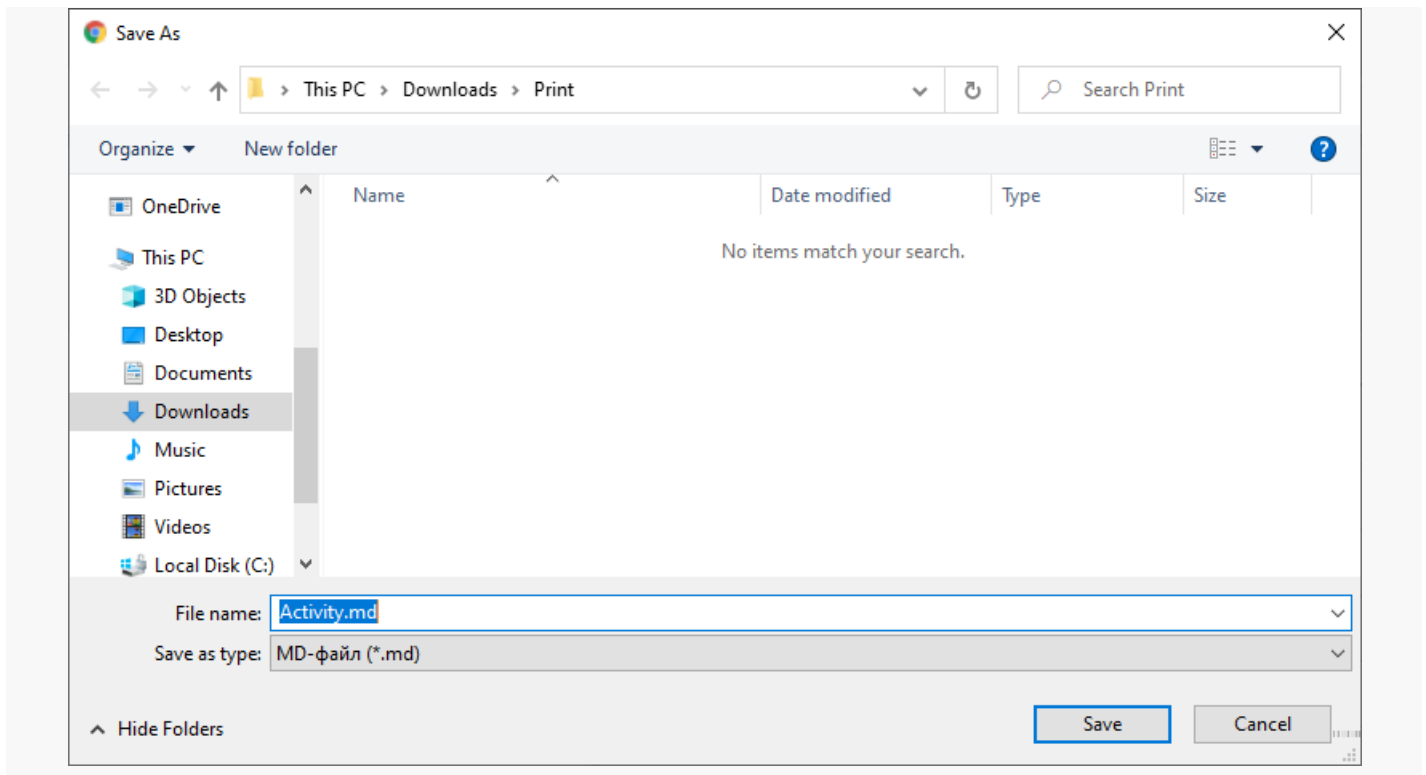 Save As
This PC > Downloads > Print
Search Print
Organize
New folder
OneDrive
This PC
3D Objects
Desktop
Documents
Downloads
Music
Pictures
Videos
Local Disk (C:)
Name Date modified Type Size
No items match your search.
File name: Activity.md
Save as type: MD-файл (*.md)
Hide Folders
Save
Cancel